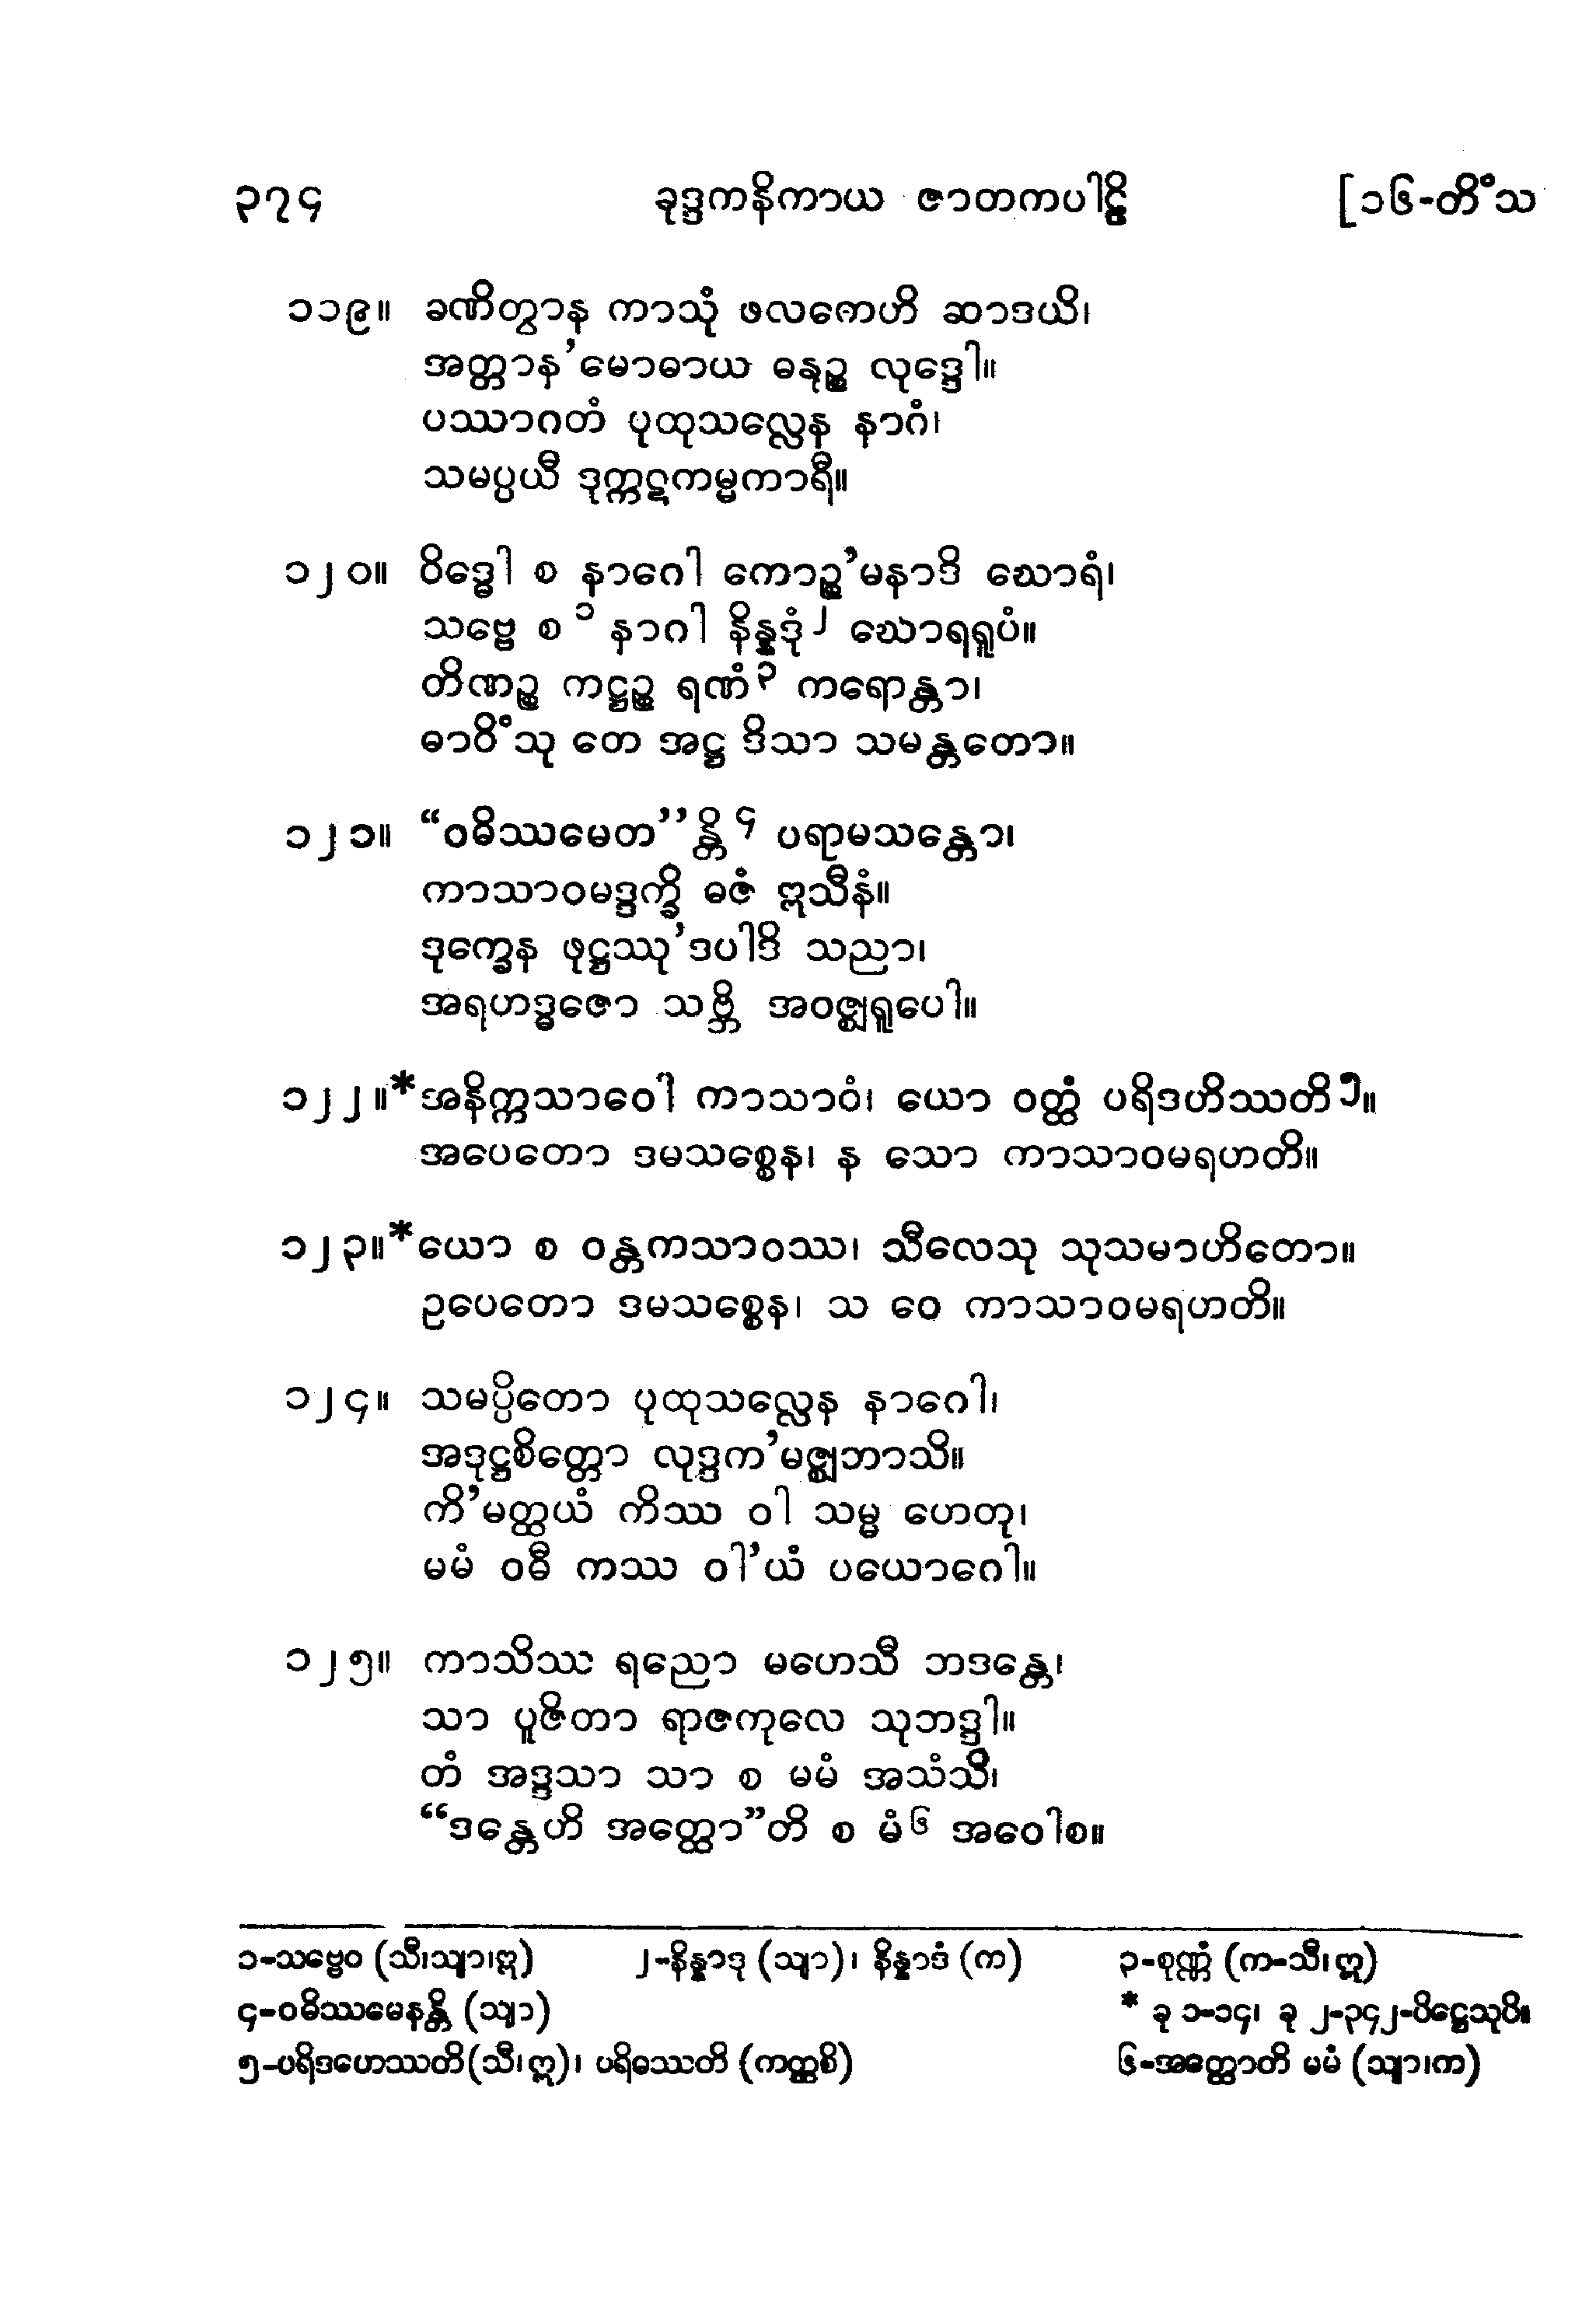 ၃၇၄ ခုဒ္ဒကနိကာယ ဇာတကပါဠိ [၁၆-တိံသ
၁၁၉။ ခဏိတွာန ကာသုံ ဖလကေဟိ ဆာဒယိ၊
အတ္တာန’မောဓာယ ဓနုဉ္စ လုဒ္ဒေါ။
ပဿာဂတံ ပုထုသလ္လေန နာဂံ၊
သမပ္ပယီ ဒုက္ကဋကမ္မကာရီ။
၁၂၀။ ဝိဒ္ဓေါ စ နာဂေါ ကောဉ္စ’မနာဒိ ဃောရံ၊
သဗ္ဗေ စ ၁ နာဂါ နိန္နဒုံ ၂ ဃောရရူပံ။
တိဏဉ္စ ကဋ္ဌဉ္စ ရဏံ ၃ ကရောန္တာ၊
ဓာဝိံသု တေ အဋ္ဌ ဒိသာ သမန္တတော။
၁၂၁။ “ဝဓိဿမေတ’’န္တိ ၄ ပရာမသန္တော၊
ကာသာဝမဒ္ဒက္ခိ ဓဇံ ဣသီနံ။
ဒုက္ခေန ဖုဋ္ဌဿု’ဒပါဒိ သညာ၊
အရဟဒ္ဓဇော သဗ္ဘိ အဝဇ္ဈရူပေါ။
၁၂၂။*အနိက္ကသာဝေါ ကာသာဝံ၊ ယော ဝတ္ထံ ပရိဒဟိဿတိ ၅။
အပေတော ဒမသစ္စေန၊ န သော ကာသာဝမရဟတိ။
၁၂၃။*ယော စ ဝန္တကသာဝဿ၊ သီလေသု သုသမာဟိတော။
ဥပေတော ဒမသစ္စေန၊ သ ဝေ ကာသာဝမရဟတိ။
၁၂၄။ သမပ္ပိတော ပုထုသလ္လေန နာဂေါ၊
အဒုဋ္ဌစိတ္တော လုဒ္ဒက’မဇ္ဈဘာသိ။
ကိ’မတ္ထယံ ကိဿ ဝါ သမ္မ ဟေတု၊
မမံ ဝဓီ ကဿ ဝါ’ယံ ပယောဂေါ။
၁၂၅။ ကာသိဿ ရညော မဟေသီ ဘဒန္တေ၊
သာ ပူဇိတာ ရာဇကုလေ သုဘဒ္ဒါ။
တံ အဒ္ဒသာ သာ စ မမံ အသံသိ၊
“ဒန္တေဟိ အတ္ထော”တိ စ မံ ၆ အဝေါစ။
၁-သဗ္ဗေဝ (သီ၊သျာ၊ဣ) ၂-နိန္နာဒု (သျာ)၊ နိန္နာဒံ (က) ၃-စုဏ္ဏံ (က-သီ၊ဣ)
၄-ဝဓိဿမေနန္တိ (သျာ) * ခု ၁-၁၄၊ ခု ၂-၃၄၂-ပိဋ္ဌေသုပိ။
၅-ပရိဒဟေဿတိ(သီ၊ဣ)၊ ပရိဓဿတိ (ကတ္ထစိ) ၆-အတ္ထောတိ မမံ (သျာ၊က)